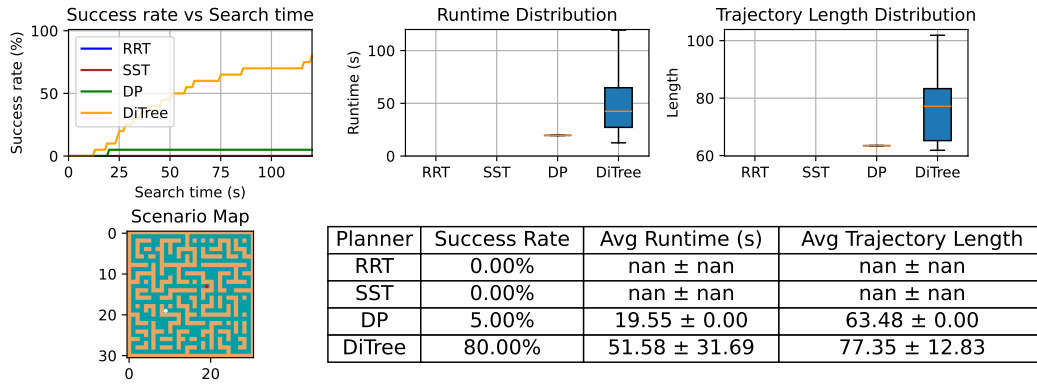 Success rate vs Search time
Success rate (%)
100
50
0
RRT
SST
DP
DiTree
0 25 50 75 100
Search time (s)
Runtime Distribution
Runtime (s)
100
50
0
RRT SST DP DiTree
Trajectory Length Distribution
Length
100
80
60
RRT SST DP DiTree
Scenario Map
0
10
20
30
0 20
Planner Success Rate Avg Runtime (s) Avg Trajectory Length
RRT 0.00% nan ± nan nan ± nan
SST 0.00% nan ± nan nan ± nan
DP 5.00% 19.55 ± 0.00 63.48 ± 0.00
DiTree 80.00% 51.58 ± 31.69 77.35 ± 12.83